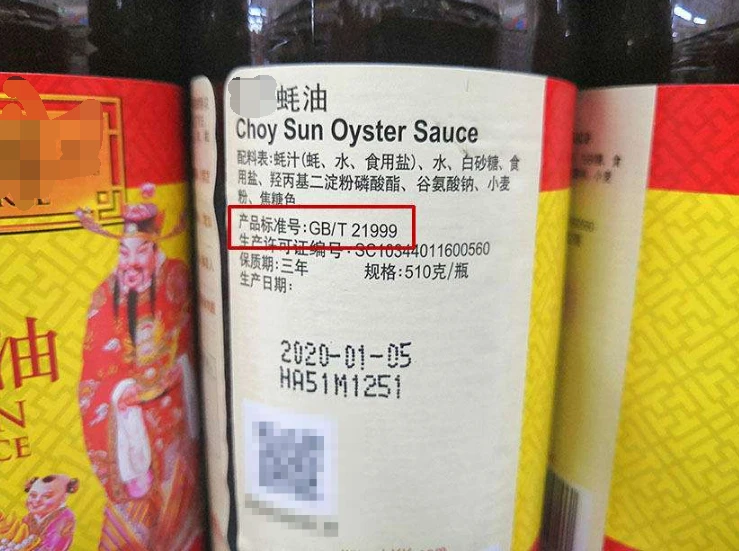 蚝油
Choy Sun Oyster Sauce
配料表:蚝汁(蚝、水、食用盐)、水、白砂糖、食
用盐、羟丙基二淀粉磷酸酯、谷氨酸钠、小麦
粉、焦糖色
产品标准号:GB/T 21999
生产许可证编号:SC10344011600560
保质期:三年 规格:510克/瓶
生产日期:
2020-01-05
HA51M1251
油
N
CE